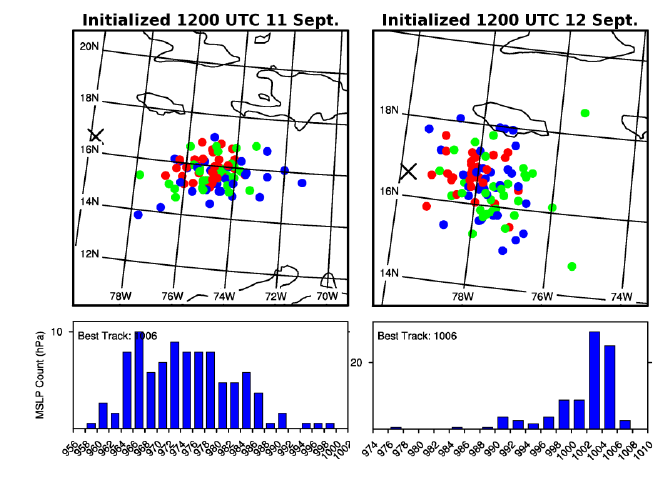 Initialized 1200 UTC 11 Sept.
Initialized 1200 UTC 12 Sept.
20N
18N
16N
14N
12N
78W 76W 74W 72W 70W
18N
16N
14N
78W 76W 74W
10
Best Track: 1006
MSLP Count (hPa)
956 958 960 962 964 966 968 970 972 974 976 978 980 982 984 986 988 990 992 994 996 998 1000 1002
20
Best Track: 1006
974 976 978 980 982 984 986 988 990 992 994 996 998 1000 1002 1004 1006 1008 1010